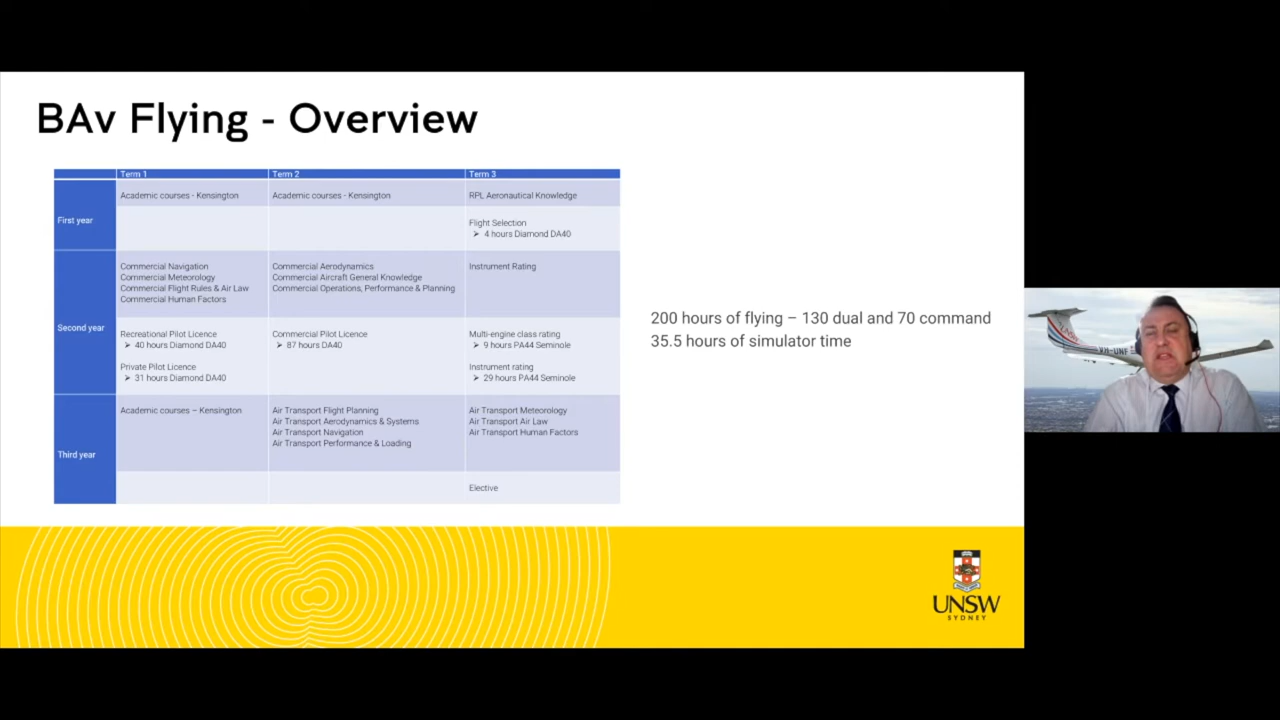 BAv Flying - Overview
Term 1
Term 2
Term 3
First year
Academic courses - Kensington
Academic courses - Kensington
RPL Aeronautical Knowledge
Flight Selection
➢ 4 hours Diamond DA40
Second year
Commercial Navigation
Commercial Meteorology
Commercial Flight Rules & Air Law
Commercial Human Factors
Commercial Aerodynamics
Commercial Aircraft General Knowledge
Commercial Operations, Performance & Planning
Instrument Rating
Recreational Pilot Licence
➢ 40 hours Diamond DA40
Private Pilot Licence
➢ 31 hours Diamond DA40
Commercial Pilot Licence
➢ 87 hours DA40
Multi-engine class rating
➢ 9 hours PA44 Seminole
Instrument rating
➢ 29 hours PA44 Seminole
Third year
Academic courses – Kensington
Air Transport Flight Planning
Air Transport Aerodynamics & Systems
Air Transport Navigation
Air Transport Performance & Loading
Air Transport Meteorology
Air Transport Air Law
Air Transport Human Factors
Elective
200 hours of flying – 130 dual and 70 command
35.5 hours of simulator time
VH-UNF
UNSW
SYDNEY